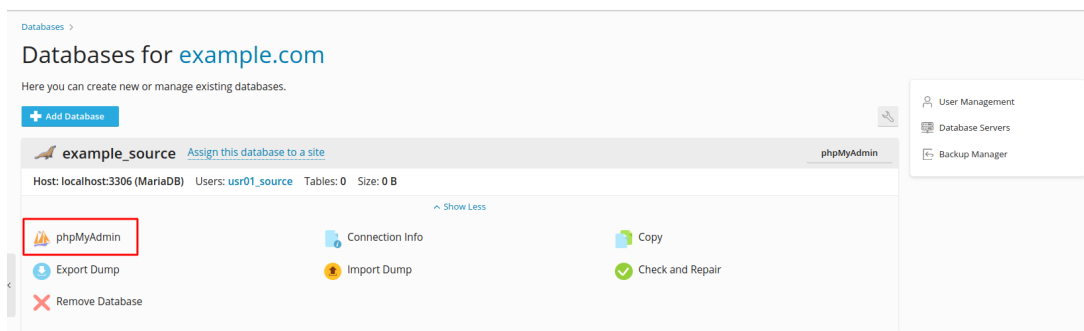 Databases >
Databases for example.com
Here you can create new or manage existing databases.
Add Database
User Management
Database Servers
Backup Manager
example_source Assign this database to a site phpMyAdmin
Host: localhost:3306 (MariaDB) Users: usr01_source Tables: 0 Size: 0 B
Show Less
phpMyAdmin Connection Info Copy
Export Dump Import Dump Check and Repair
Remove Database